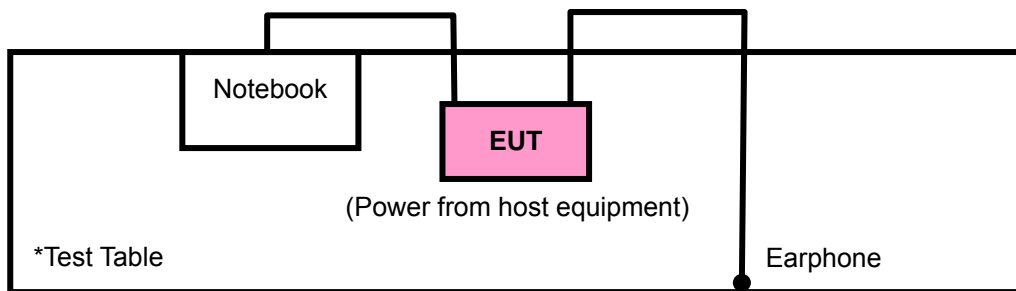 Notebook
EUT
(Power from host equipment)
*Test Table
Earphone